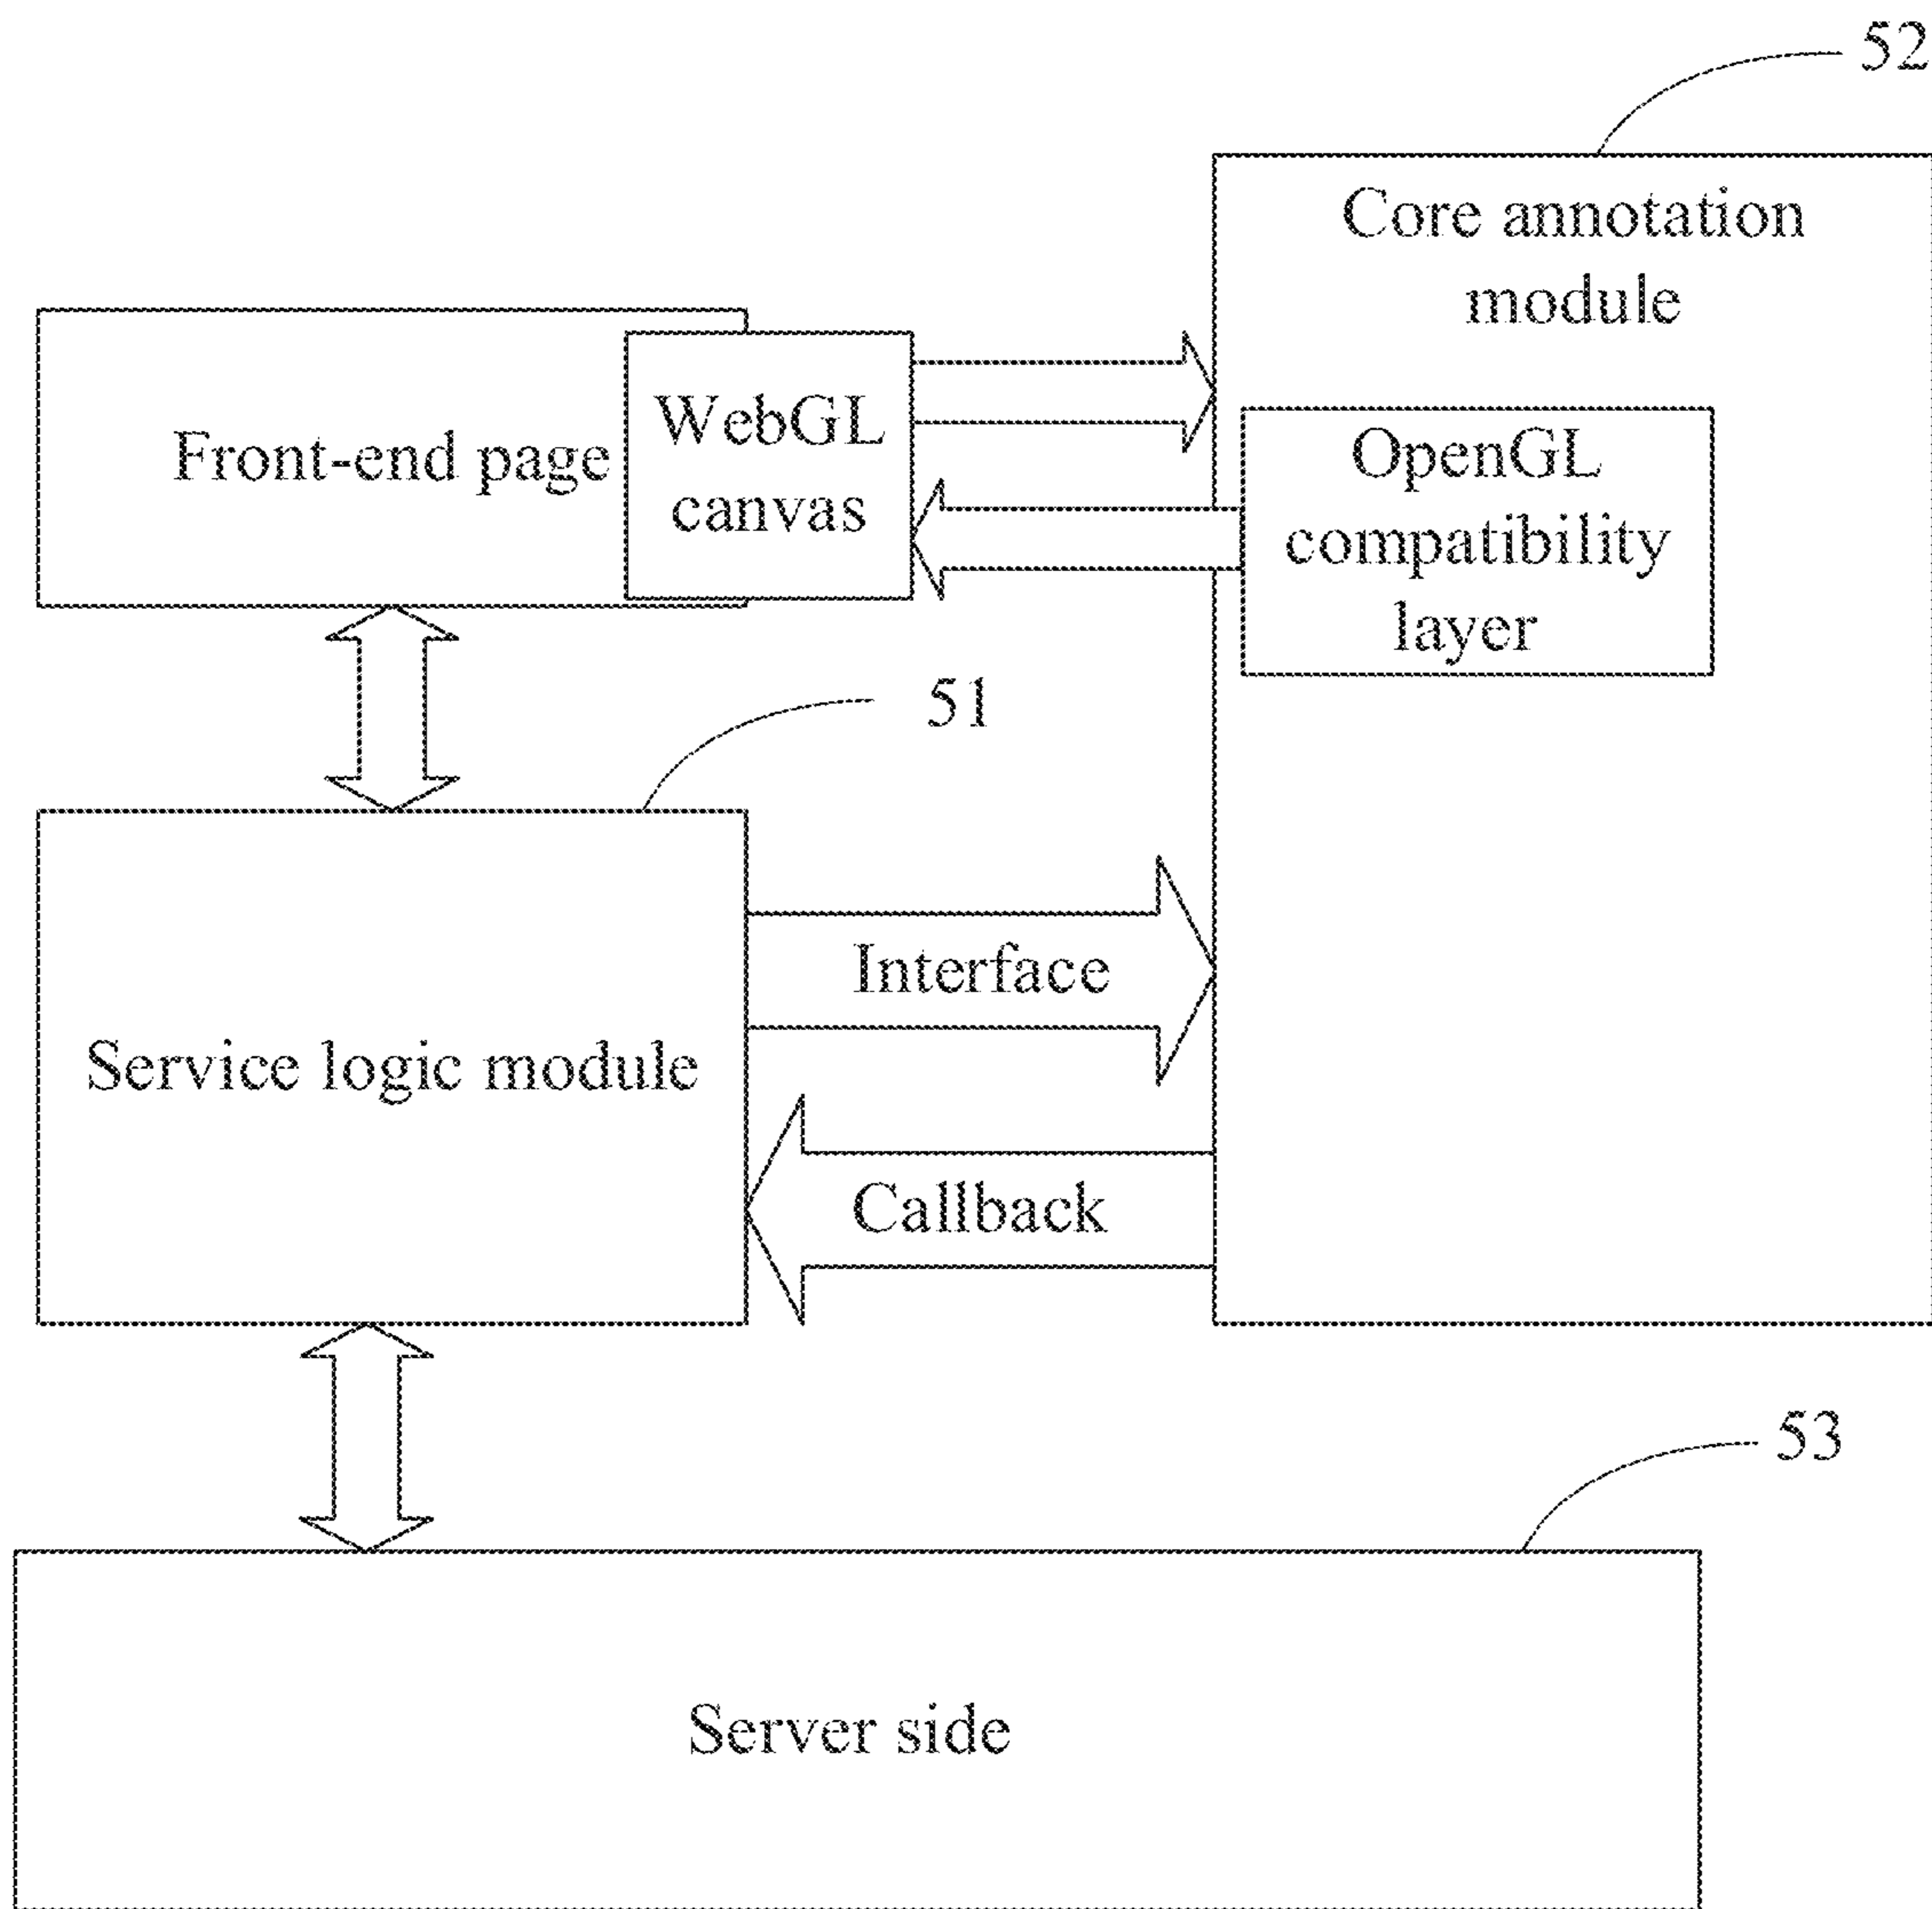 52
Core annotation
module
Front-end page
WebGL
canvas
OpenGL
compatibility
layer
51
Interface
Service logic module
Callback
53
Server side